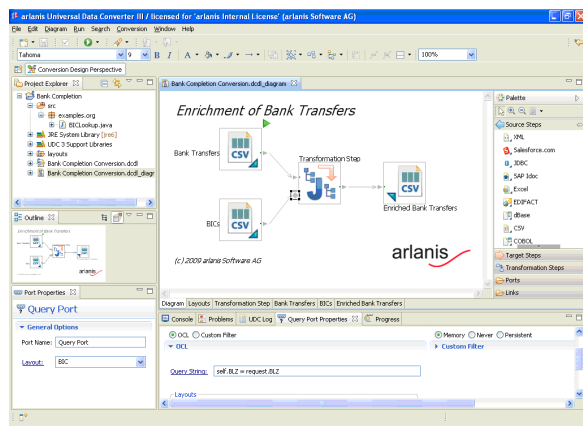 arlanis Universal Data Converter III / licensed for 'arlanis Internal License' (arlanis Software AG)
File Edit Diagram Run Search Conversion Window Help
Tahoma 9 B I A 100%
Conversion Design Perspective
Project Explorer
Bank Completion
src
examples.org
BICLookup.java
JRE System Library [jre6]
UDC 3 Support Libraries
layouts
Bank Completion Conversion.dcdl
Bank Completion Conversion.dcdl_diagr
Outline
Port Properties
Query Port
General Options
Port Name: Query Port
Layout: BIC
Bank Completion Conversion.dcdl_diagram
Enrichment of Bank Transfers
Bank Transfers
CSV
Transformation Step
CSV
Enriched Bank Transfers
BICs
CSV
(c) 2009 arlanis Software AG
arlanis
Diagram Layouts Transformation Step Bank Transfers BICs Enriched Bank Transfers
Palette
Source Steps
XML
Salesforce.com
JDBC
SAP Idoc
Excel
EDIFACT
dBase
CSV
COBOL
Target Steps
Transformation Steps
Ports
Links
Console Problems UDC Log Query Port Properties Progress
OCL Custom Filter
Memory Never Persistent
OCL
Custom Filter
Query String: self.BLZ = request.BLZ
Layouts